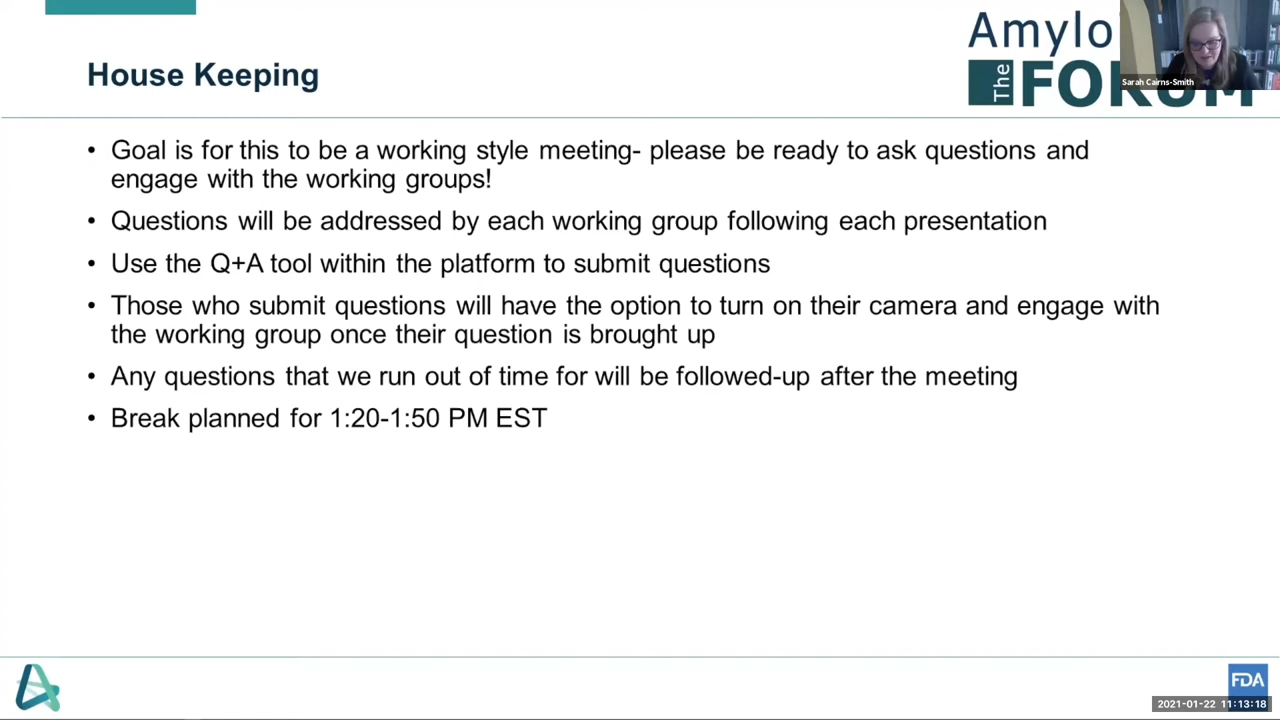 House Keeping
Amylo
The
FORUM
Sarah Cairns-Smith
• Goal is for this to be a working style meeting- please be ready to ask questions and
engage with the working groups!
• Questions will be addressed by each working group following each presentation
• Use the Q+A tool within the platform to submit questions
• Those who submit questions will have the option to turn on their camera and engage with
the working group once their question is brought up
• Any questions that we run out of time for will be followed-up after the meeting
• Break planned for 1:20-1:50 PM EST
FDA
2021-01-22 11:13:18